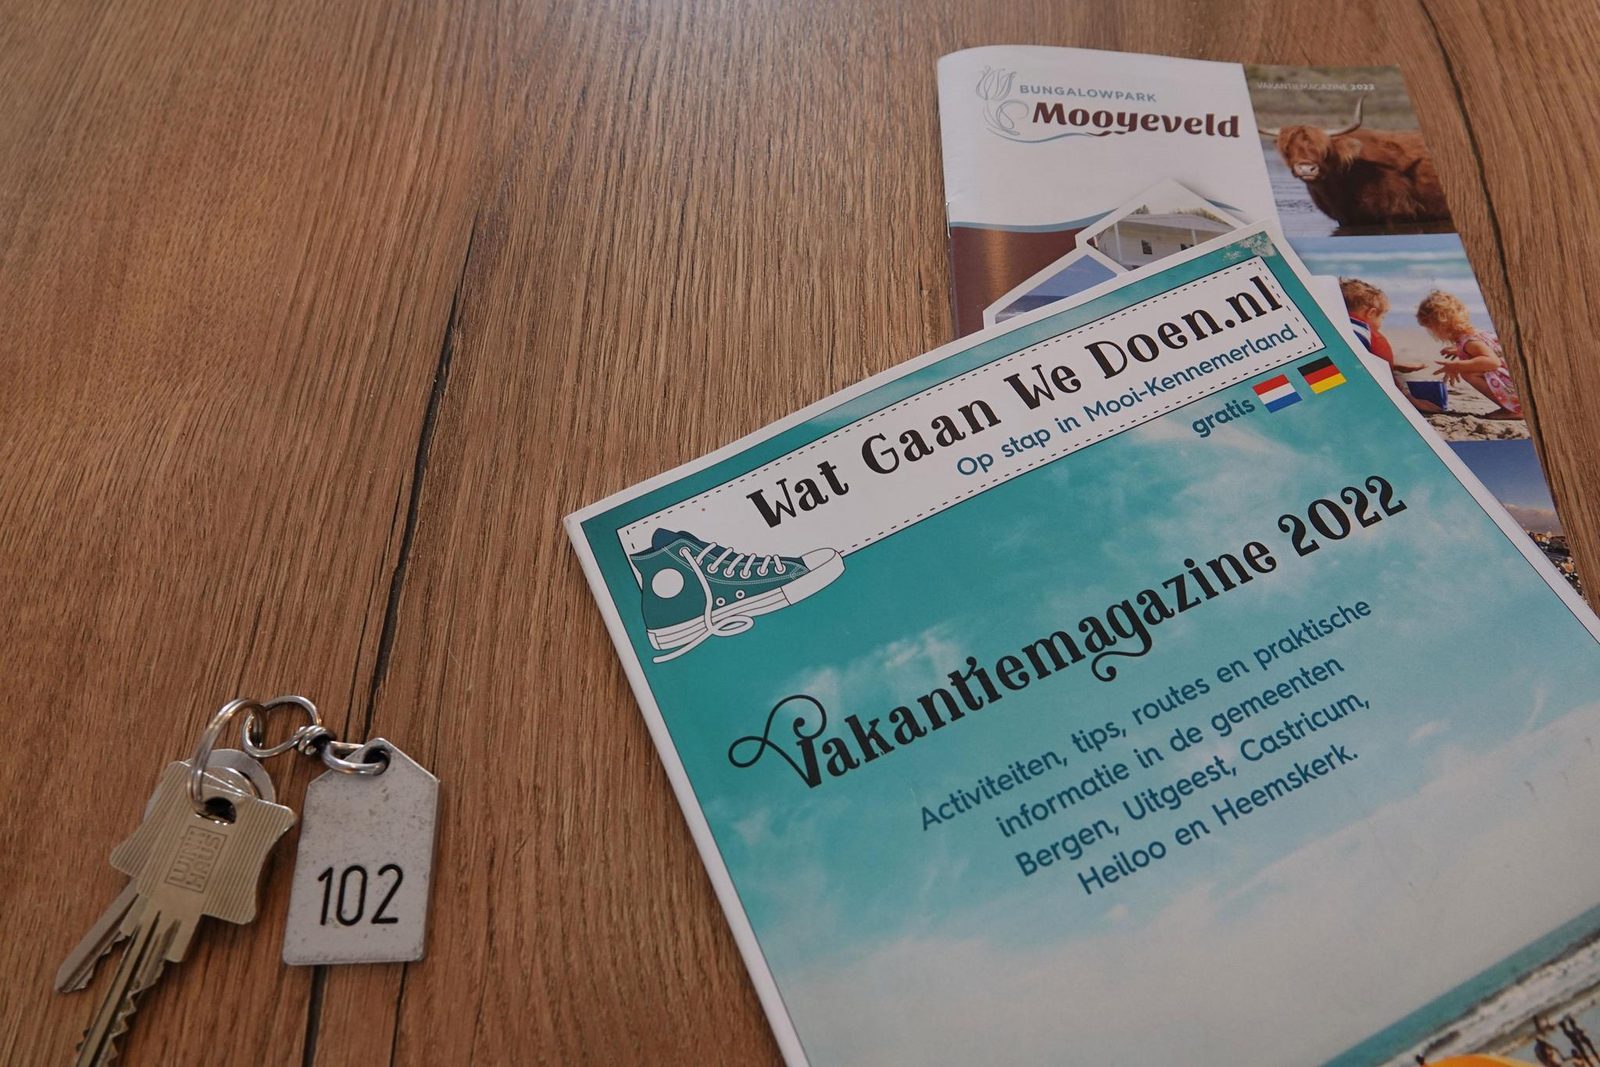 BUNGALOWPARK
Mooyeveld
VAKANTIEMAGAZINE 2022
Wat Gaan We Doen.nl
Op stap in Mooi-Kennemerland
gratis
Vakantiemagazine 2022
Activiteiten, tips, routes en praktische
informatie in de gemeenten
Bergen, Uitgeest, Castricum,
Heiloo en Heemskerk.
102